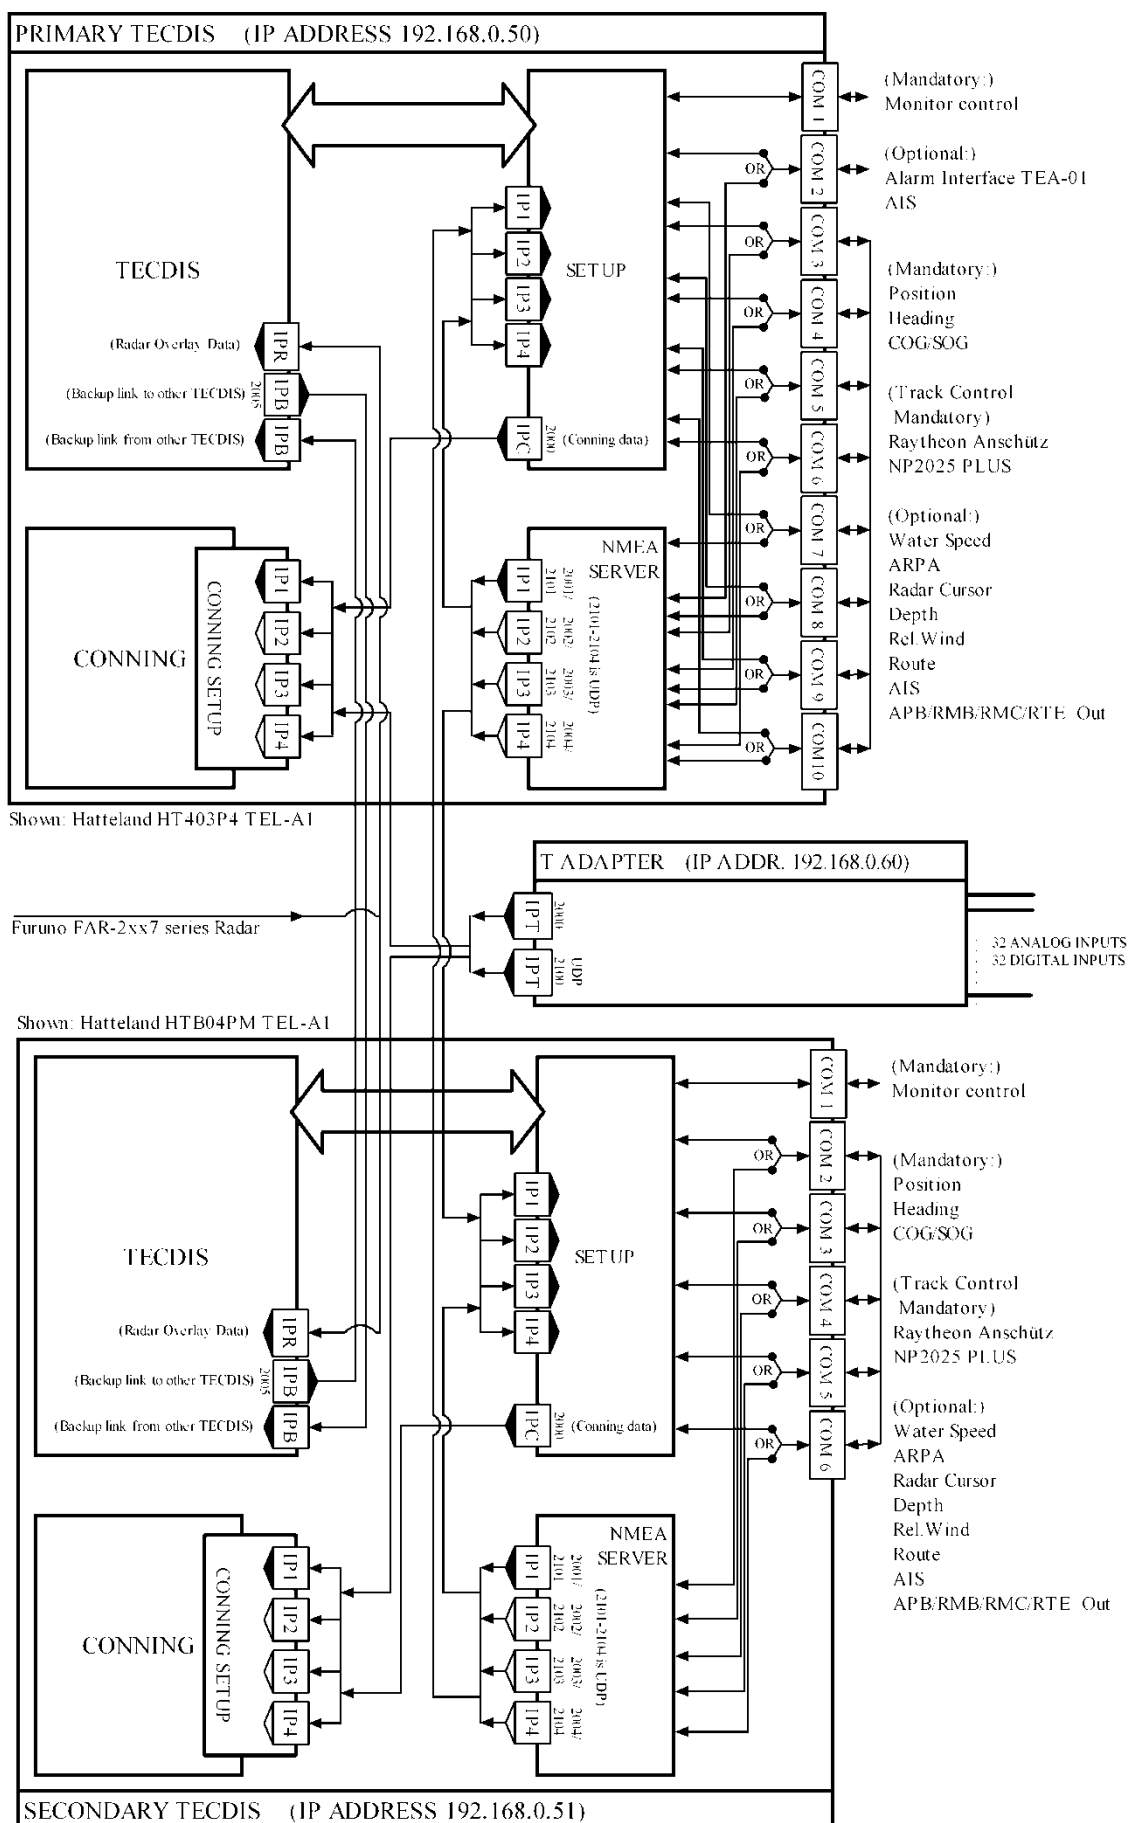 PRIMARY TECDIS (IP ADDRESS 192.168.0.50)
TECDIS
(Radar Overlay Data)
(Backup link to other TECDIS)
(Backup link from other TECDIS)
IPR
IPB
2005
IPB
SETUP
IP1
IP2
IP3
IP4
IPC
2000
(Conning data)
CONNING
CONNING SETUP
IP1
IP2
IP3
IP4
NMEA
SERVER
(2101-2104 is UDP)
IP1
2001/
2101
IP2
2002/
2102
IP3
2003/
2103
IP4
2004/
2104
OR
OR
OR
OR
OR
OR
OR
OR
OR
COM 1
COM 2
COM 3
COM 4
COM 5
COM 6
COM 7
COM 8
COM 9
COM10
(Mandatory:)
Monitor control
(Optional:)
Alarm Interface TEA-01
AIS
(Mandatory:)
Position
Heading
COG/SOG
(Track Control
Mandatory)
Raytheon Anschütz
NP2025 PLUS
(Optional:)
Water Speed
ARPA
Radar Cursor
Depth
Rel.Wind
Route
AIS
APB/RMB/RMC/RTE Out
Shown: Hatteland HT403P4 TEL-A1
T ADAPTER (IP ADDR. 192.168.0.60)
IPT
2000
IPT
2100
UDP
32 ANALOG INPUTS
32 DIGITAL INPUTS
Furuno FAR-2xx7 series Radar
Shown: Hatteland HTB04PM TEL-A1
TECDIS
(Radar Overlay Data)
(Backup link to other TECDIS)
(Backup link from other TECDIS)
IPR
IPB
2005
IPB
SETUP
IP1
IP2
IP3
IP4
IPC
2000
(Conning data)
CONNING
CONNING SETUP
IP1
IP2
IP3
IP4
NMEA
SERVER
(2101-2104 is UDP)
IP1
2001/
2101
IP2
2002/
2102
IP3
2003/
2103
IP4
2004/
2104
OR
OR
OR
OR
OR
COM 1
COM 2
COM 3
COM 4
COM 5
COM 6
(Mandatory:)
Monitor control
(Mandatory:)
Position
Heading
COG/SOG
(Track Control
Mandatory)
Raytheon Anschütz
NP2025 PLUS
(Optional:)
Water Speed
ARPA
Radar Cursor
Depth
Rel.Wind
Route
AIS
APB/RMB/RMC/RTE Out
SECONDARY TECDIS (IP ADDRESS 192.168.0.51)